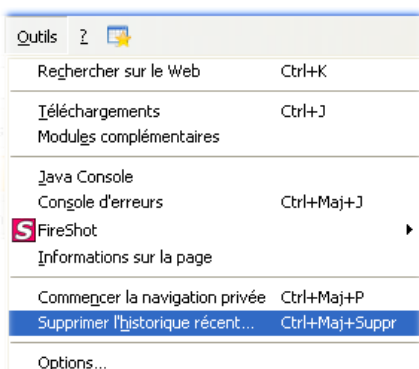 Outils ?
Rechercher sur le Web Ctrl+K
Téléchargements Ctrl+J
Modules complémentaires
Java Console
Console d'erreurs Ctrl+Maj+J
S FireShot
Informations sur la page
Commencer la navigation privée Ctrl+Maj+P
Supprimer l'historique récent... Ctrl+Maj+Suppr
Options...